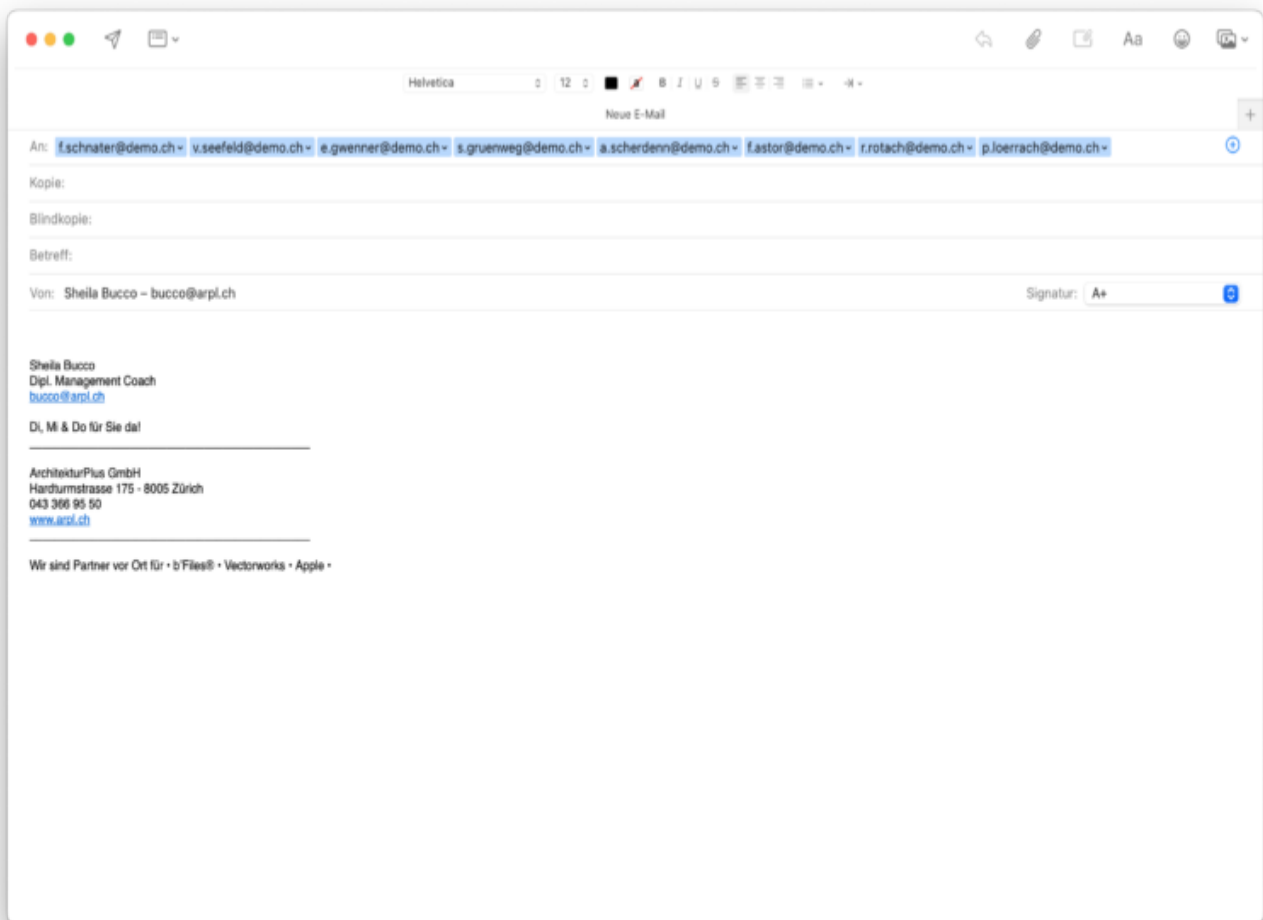 Aa
Helvetica 12 a B I U S
Neue E-Mail
An: f.schnater@demo.ch v.seefeld@demo.ch e.gwenner@demo.ch s.gruenweg@demo.ch a.scherdenn@demo.ch f.astor@demo.ch r.rotach@demo.ch p.loerrach@demo.ch
Kopie:
Blindkopie:
Betreff:
Von: Sheila Bucco – bucco@arpl.ch Signatur: A+
Sheila Bucco
Dipl. Management Coach
bucco@arpl.ch
Di, Mi & Do für Sie da!
ArchitekturPlus GmbH
Hardturmstrasse 175 - 8005 Zürich
043 366 95 50
www.arpl.ch
Wir sind Partner vor Ort für • b'Files® • Vectorworks • Apple •